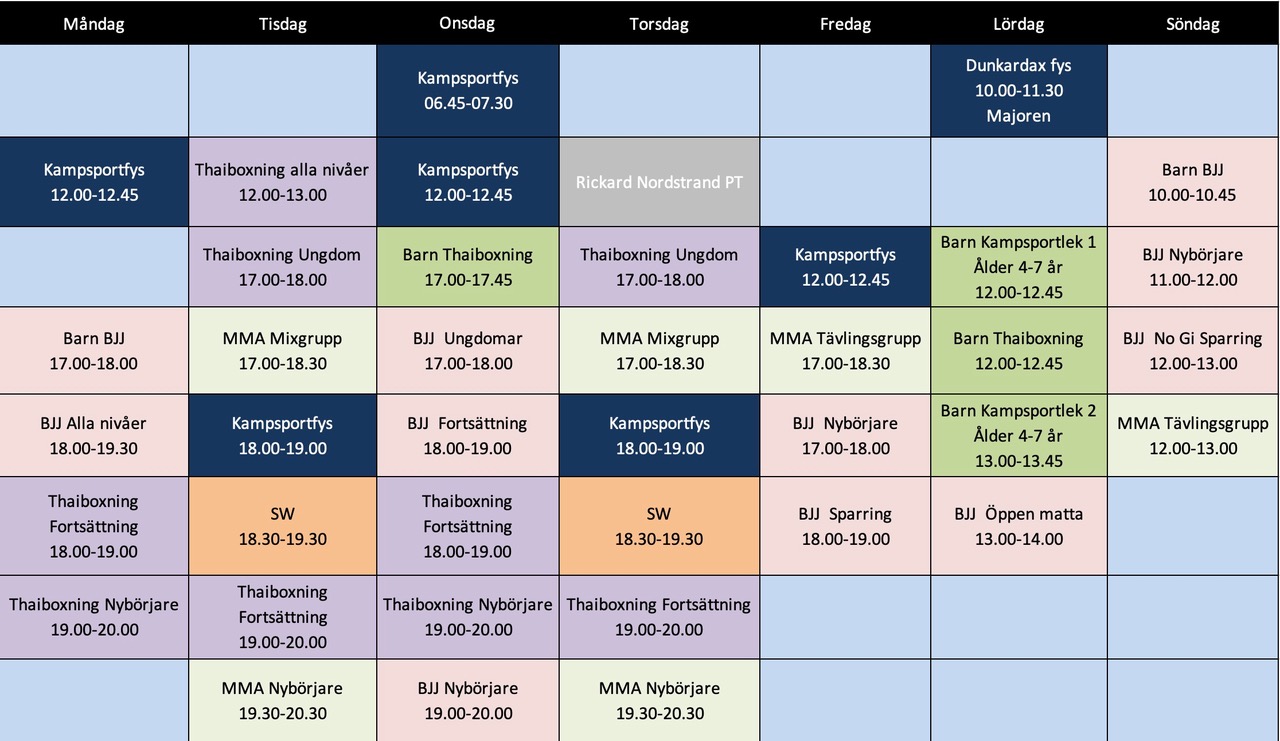 Måndag
Tisdag
Onsdag
Torsdag
Fredag
Lördag
Söndag
Kampsportfys
06.45-07.30
Dunkardax fys
10.00-11.30
Majoren
Kampsportfys
12.00-12.45
Thaiboxning alla nivåer
12.00-13.00
Kampsportfys
12.00-12.45
Rickard Nordstrand PT
Barn BJJ
10.00-10.45
Thaiboxning Ungdom
17.00-18.00
Barn Thaiboxning
17.00-17.45
Thaiboxning Ungdom
17.00-18.00
Kampsportfys
12.00-12.45
Barn Kampsportlek 1
Ålder 4-7 år
12.00-12.45
BJJ Nybörjare
11.00-12.00
Barn BJJ
17.00-18.00
MMA Mixgrupp
17.00-18.30
BJJ  Ungdomar
17.00-18.00
MMA Mixgrupp
17.00-18.30
MMA Tävlingsgrupp
17.00-18.30
Barn Thaiboxning
12.00-12.45
BJJ  No Gi Sparring
12.00-13.00
BJJ Alla nivåer
18.00-19.30
Kampsportfys
18.00-19.00
BJJ  Fortsättning
18.00-19.00
Kampsportfys
18.00-19.00
BJJ  Nybörjare
17.00-18.00
Barn Kampsportlek 2
Ålder 4-7 år
13.00-13.45
MMA Tävlingsgrupp
12.00-13.00
Thaiboxning
Fortsättning
18.00-19.00
SW
18.30-19.30
Thaiboxning
Fortsättning
18.00-19.00
SW
18.30-19.30
BJJ  Sparring
18.00-19.00
BJJ  Öppen matta
13.00-14.00
Thaiboxning Nybörjare
19.00-20.00
Thaiboxning
Fortsättning
19.00-20.00
Thaiboxning Nybörjare
19.00-20.00
Thaiboxning Fortsättning
19.00-20.00
MMA Nybörjare
19.30-20.30
BJJ Nybörjare
19.00-20.00
MMA Nybörjare
19.30-20.30